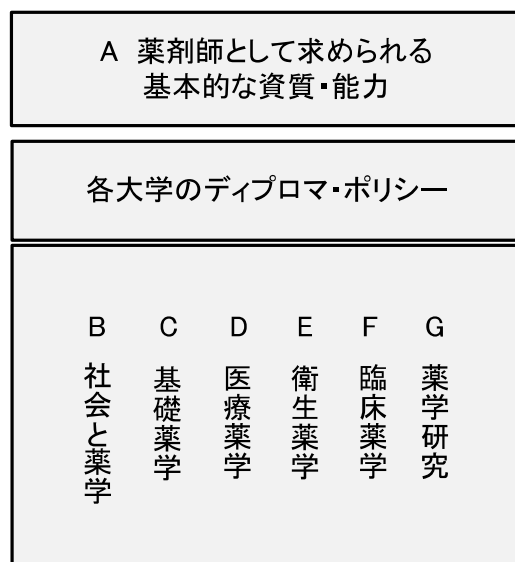 A 薬剤師として求められる
基本的な資質・能力
各大学のディプロマ・ポリシー
B 社会と薬学
C 基礎薬学
D 医療薬学
E 衛生薬学
F 臨床薬学
G 薬学研究